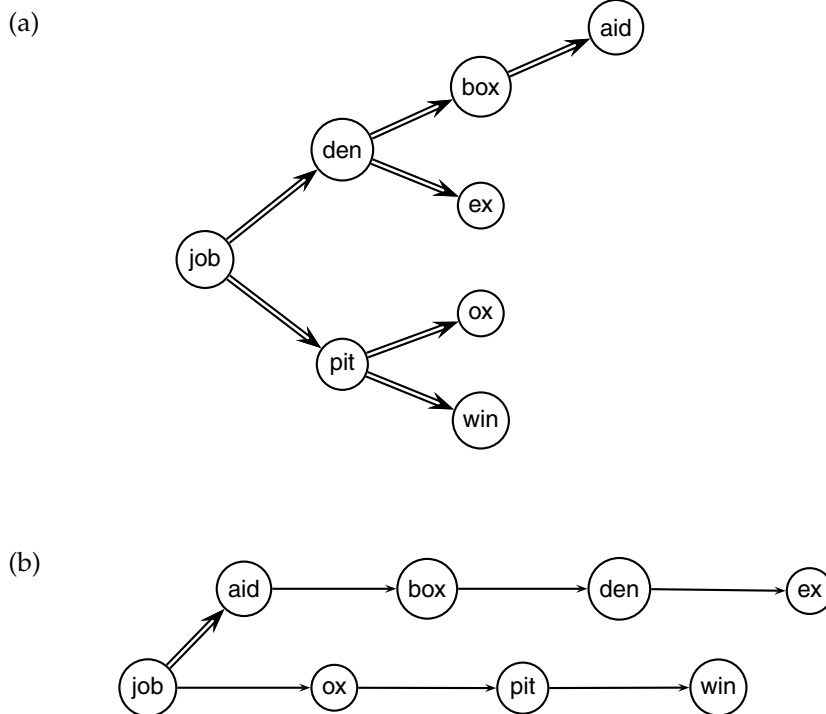 (a)
aid
box
den
ex
job
ox
pit
win
(b)
aid box den ex
job ox pit win